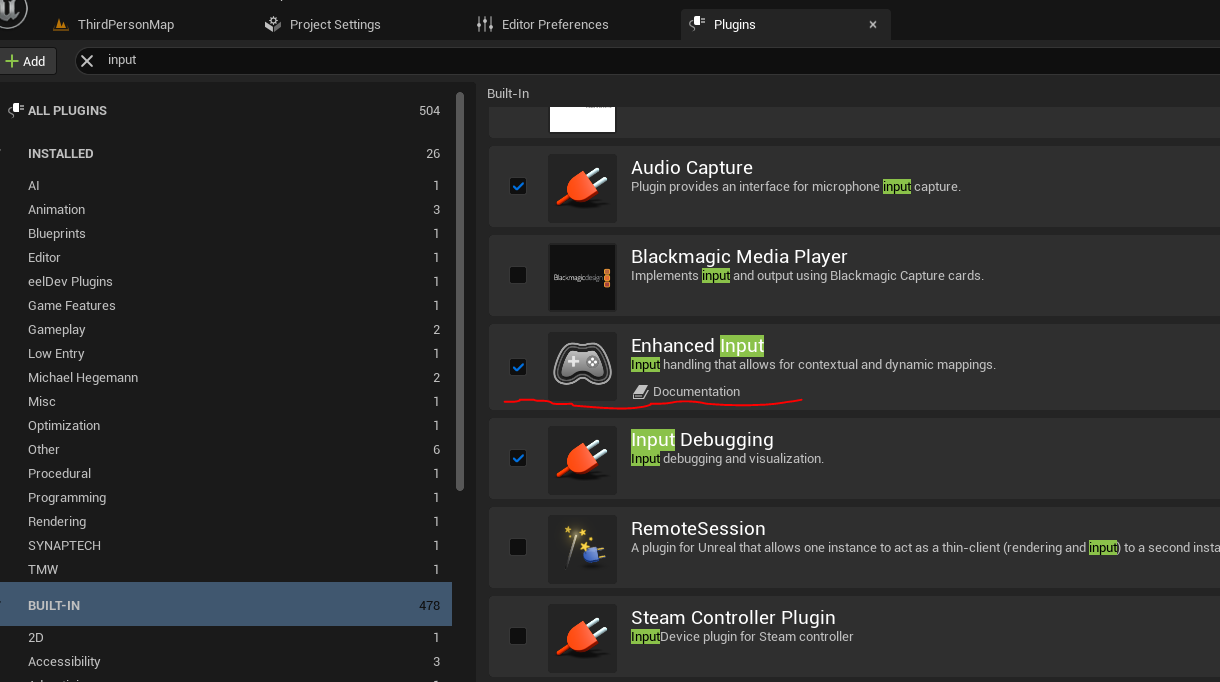 ThirdPersonMap
Project Settings
Editor Preferences
Plugins
Add
input
ALL PLUGINS 504
INSTALLED 26
AI 1
Animation 3
Blueprints 1
Editor 1
eelDev Plugins 1
Game Features 1
Gameplay 2
Low Entry 1
Michael Hegemann 2
Misc 1
Optimization 1
Other 6
Procedural 1
Programming 1
Rendering 1
SYNAPTECH 1
TMW 1
BUILT-IN 478
2D 1
Accessibility 3
Built-In
Audio Capture
Plugin provides an interface for microphone input capture.
Blackmagicdesign
Blackmagic Media Player
Implements input and output using Blackmagic Capture cards.
Enhanced Input
Input handling that allows for contextual and dynamic mappings.
Documentation
Input Debugging
Input debugging and visualization.
RemoteSession
A plugin for Unreal that allows one instance to act as a thin-client (rendering and input) to a second insta
Steam Controller Plugin
InputDevice plugin for Steam controller